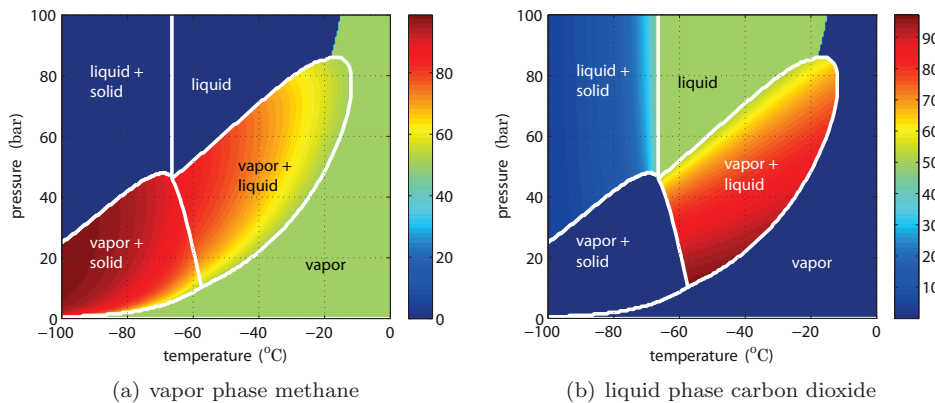 100
80
60
40
20
0
pressure (bar)
−100
−80
−60
−40
−20
0
temperature (°C)
liquid +
solid
liquid
vapor +
liquid
vapor +
solid
vapor
80
60
40
20
0
(a) vapor phase methane
100
80
60
40
20
0
pressure (bar)
−100
−80
−60
−40
−20
0
temperature (°C)
liquid +
solid
liquid
vapor +
liquid
vapor +
solid
vapor
90
80
70
60
50
40
30
20
10
(b) liquid phase carbon dioxide